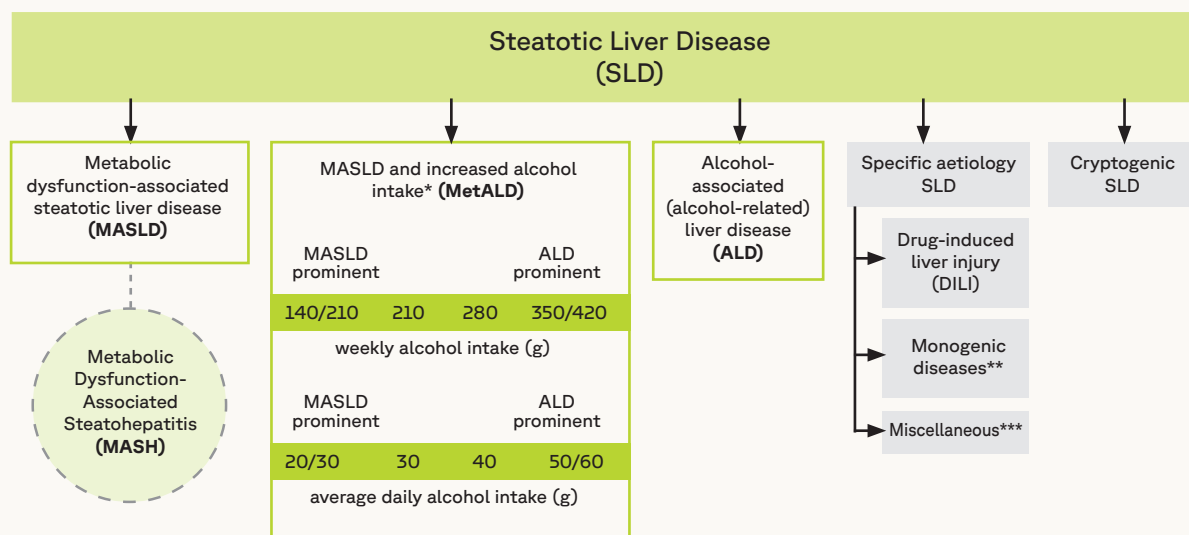 Steatotic Liver Disease
(SLD)
Metabolic
dysfunction-associated
steatotic liver disease
(MASLD)
Metabolic
Dysfunction-
Associated
Steatohepatitis
(MASH)
MASLD and increased alcohol
intake* (MetALD)
MASLD
prominent
ALD
prominent
140/210 210 280 350/420
weekly alcohol intake (g)
MASLD
prominent
ALD
prominent
20/30 30 40 50/60
average daily alcohol intake (g)
Alcohol-
associated
(alcohol-related)
liver disease
(ALD)
Specific aetiology
SLD
Drug-induced
liver injury
(DILI)
Monogenic
diseases**
Miscellaneous***
Cryptogenic
SLD